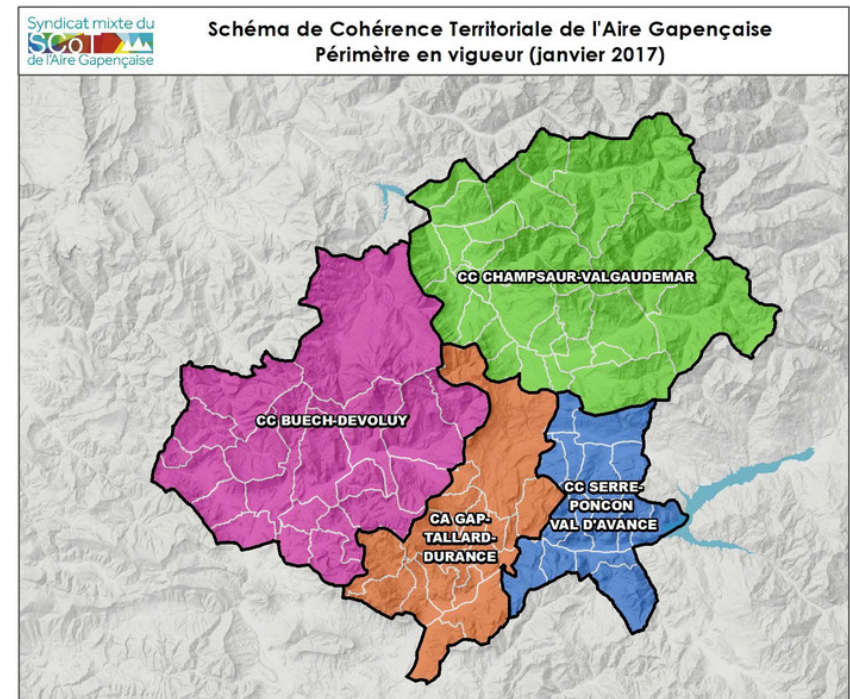 Syndicat mixte du
SCoT
de l'Aire Gapençaise
Schéma de Cohérence Territoriale de l'Aire Gapençaise
Périmètre en vigueur (janvier 2017)
CC CHAMPSAUR-VALGAUDEMAR
CC BUECH-DEVOLUY
CC SERRE-
PONCON
VAL D'AVANCE
CA GAP-
TALLARD-
DURANCE